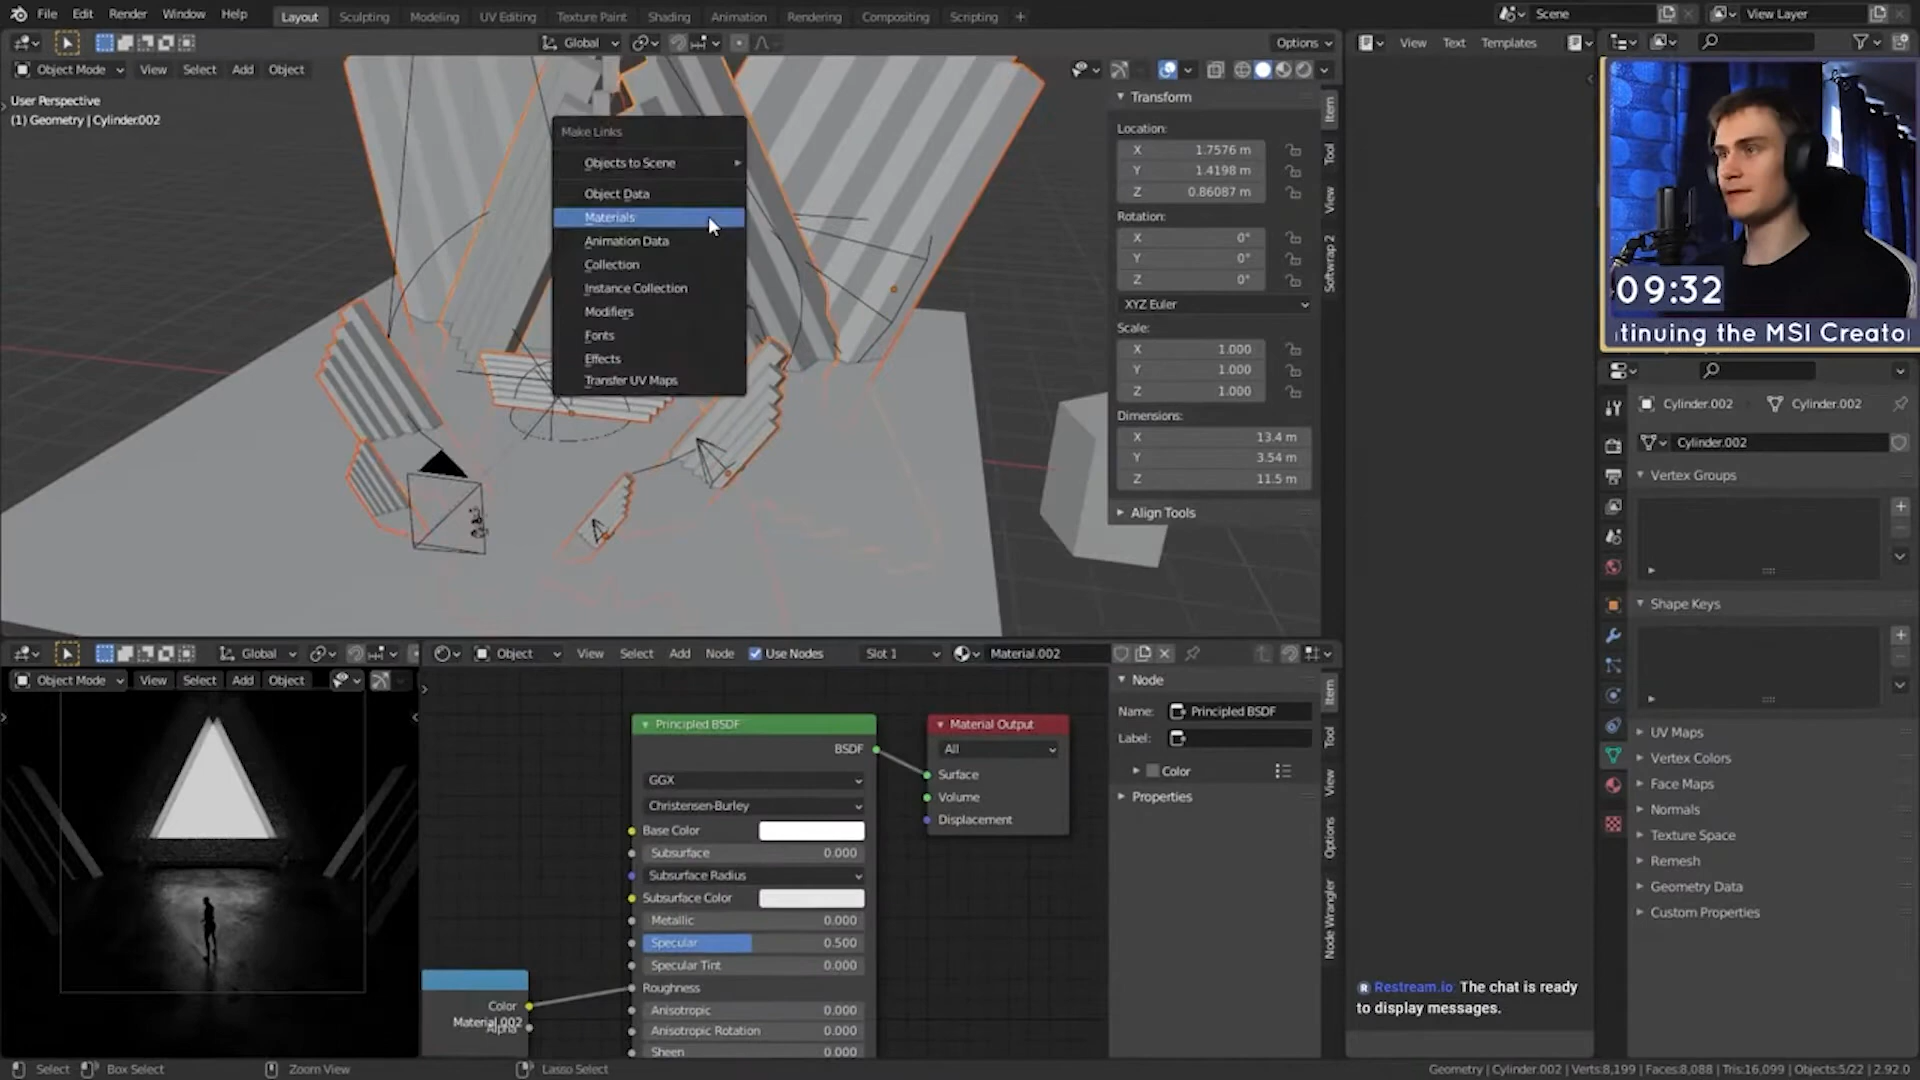 File Edit Render Window Help
Layout Sculpting Modeling UV Editing Texture Paint Shading Animation Rendering Compositing Scripting +
Scene
View Layer
Global
Options
View Text Templates
Object Mode View Select Add Object
User Perspective
(1) Geometry | Cylinder.002
Make Links
Objects to Scene
Object Data
Materials
Animation Data
Collection
Instance Collection
Modifiers
Fonts
Effects
Transfer UV Maps
Transform
Location:
X 1.7576 m
Y 1.4198 m
Z 0.86087 m
Rotation:
X 0°
Y 0°
Z 0°
XYZ Euler
Scale:
X 1.000
Y 1.000
Z 1.000
Dimensions:
X 13.4 m
Y 3.54 m
Z 11.5 m
Align Tools
Item
Tool
View
Softwrap 2
09:32
tinuing the MSI Creator
Cylinder.002 Cylinder.002
Cylinder.002
Vertex Groups
Shape Keys
UV Maps
Vertex Colors
Face Maps
Normals
Texture Space
Remesh
Geometry Data
Custom Properties
Global
Object Mode View Select Add Object
Object View Select Add Node Use Nodes Slot 1 Material.002
Principled BSDF
BSDF
GGX
Christensen-Burley
Base Color
Subsurface 0.000
Subsurface Radius
Subsurface Color
Metallic 0.000
Specular 0.500
Specular Tint 0.000
Roughness
Anisotropic 0.000
Anisotropic Rotation 0.000
Sheen 0.000
Material Output
All
Surface
Volume
Displacement
Color
Alpha
Material.002
Node
Name: Principled BSDF
Label:
Color
Properties
Item
Tool
View
Options
Node Wrangler
Restream.io The chat is ready
to display messages.
Select Box Select Zoom View Lasso Select
Geometry | Cylinder.002 | Verts:8,199 | Faces:8,088 | Tris:16,099 | Objects:5/22 | 2.92.0